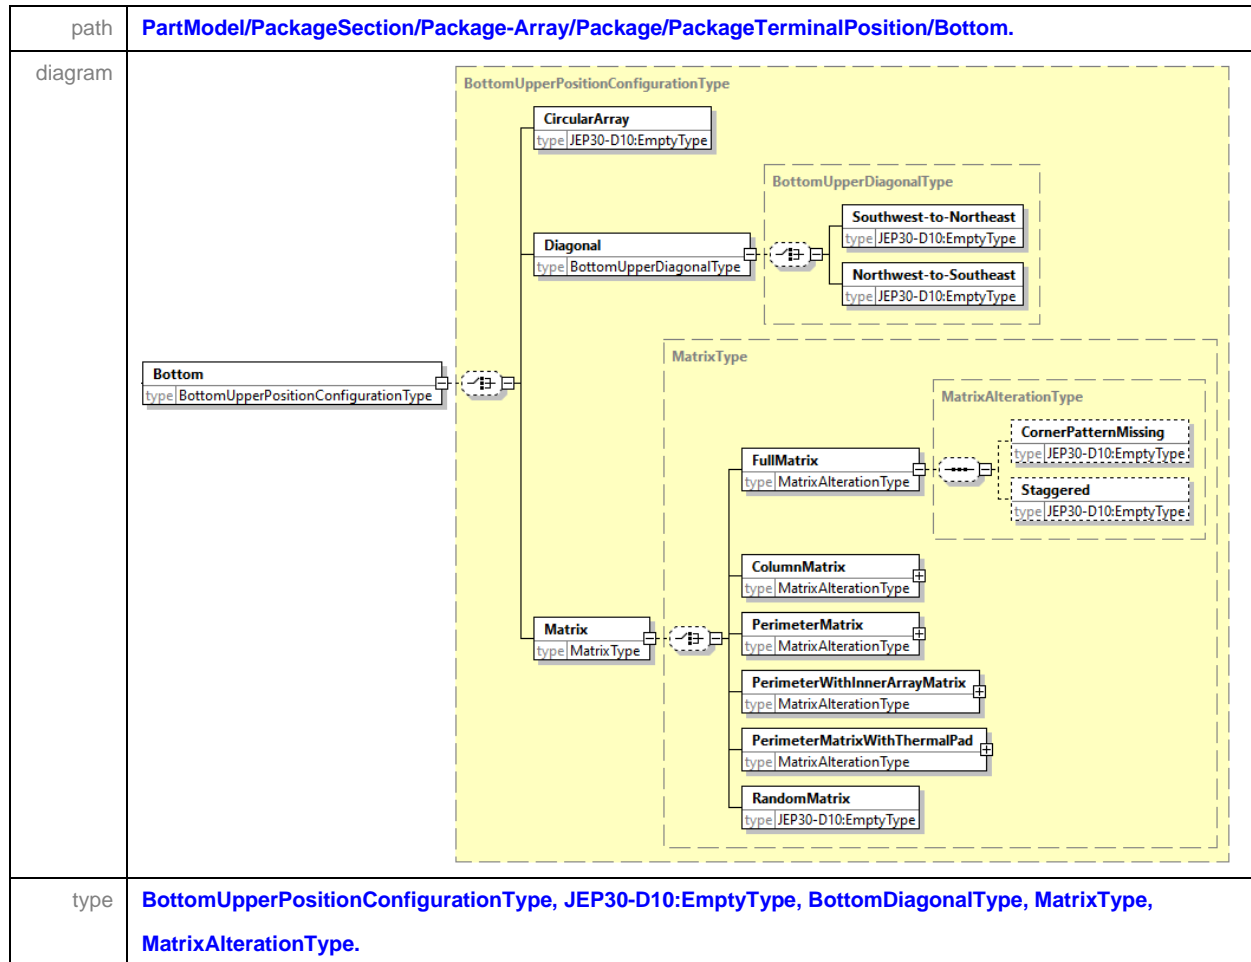 path
PartModel/PackageSection/Package-Array/Package/PackageTerminalPosition/Bottom.
diagram
BottomUpperPositionConfigurationType
CircularArray
type JEP30-D10:EmptyType
BottomUpperDiagonalType
Southwest-to-Northeast
type JEP30-D10:EmptyType
Diagonal
type BottomUpperDiagonalType
Northwest-to-Southeast
type JEP30-D10:EmptyType
MatrixType
Bottom
type BottomUpperPositionConfigurationType
MatrixAlterationType
CornerPatternMissing
type JEP30-D10:EmptyType
FullMatrix
type MatrixAlterationType
Staggered
type JEP30-D10:EmptyType
ColumnMatrix
type MatrixAlterationType
PerimeterMatrix
type MatrixAlterationType
Matrix
type MatrixType
PerimeterWithInnerArrayMatrix
type MatrixAlterationType
PerimeterMatrixWithThermalPad
type MatrixAlterationType
RandomMatrix
type JEP30-D10:EmptyType
type
BottomUpperPositionConfigurationType, JEP30-D10:EmptyType, BottomDiagonalType, MatrixType,
MatrixAlterationType.